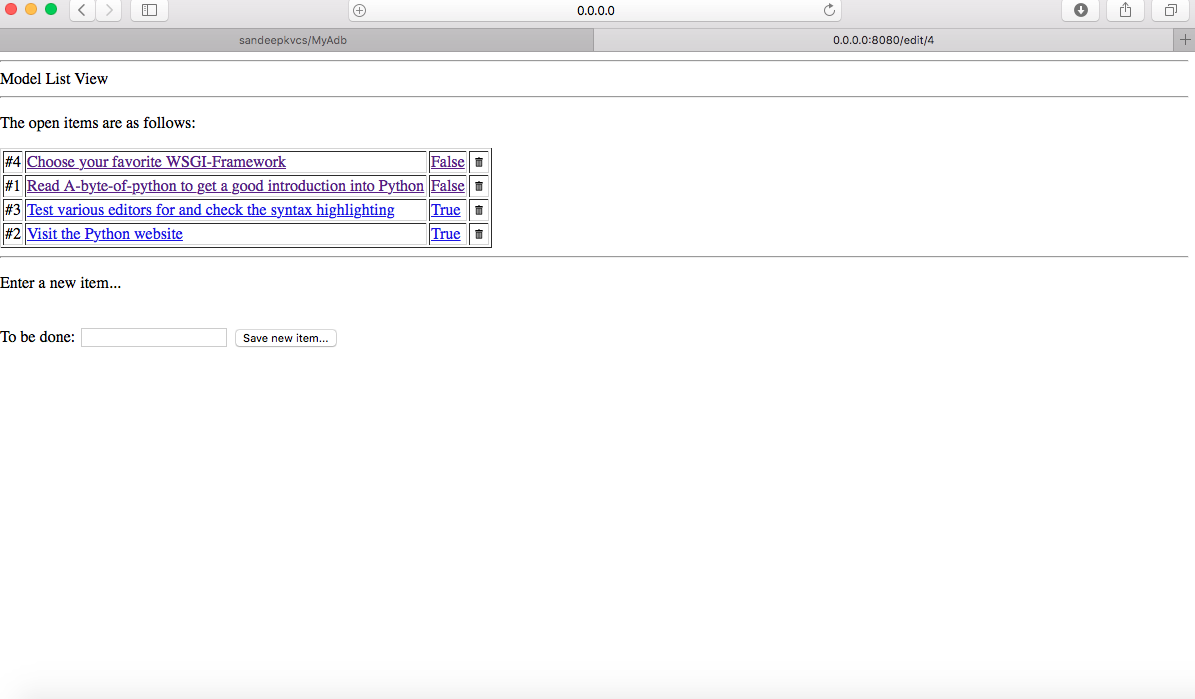 0.0.0.0
sandeepkvcs/MyAdb
0.0.0.0:8080/edit/4
Model List View
The open items are as follows:
#4 Choose your favorite WSGI-Framework False
#1 Read A-byte-of-python to get a good introduction into Python False
#3 Test various editors for and check the syntax highlighting True
#2 Visit the Python website True
Enter a new item...
To be done: Save new item...